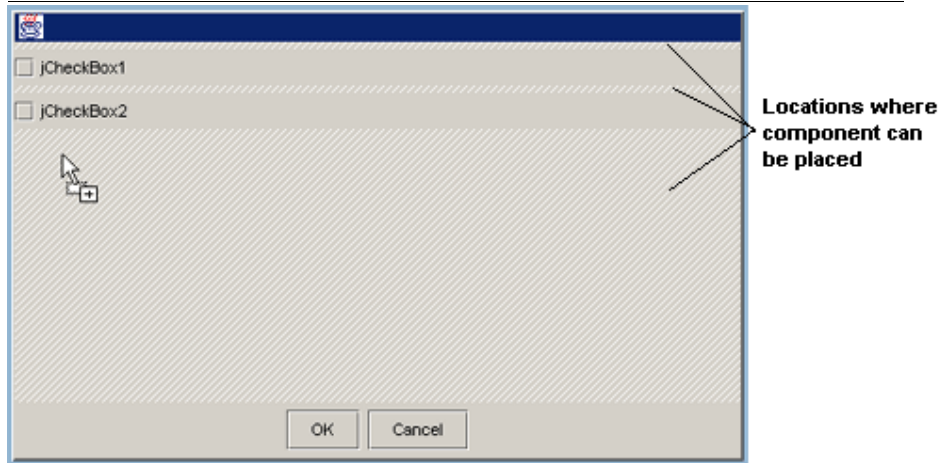 jCheckBox1
jCheckBox2
Locations where
component can
be placed
OK
Cancel